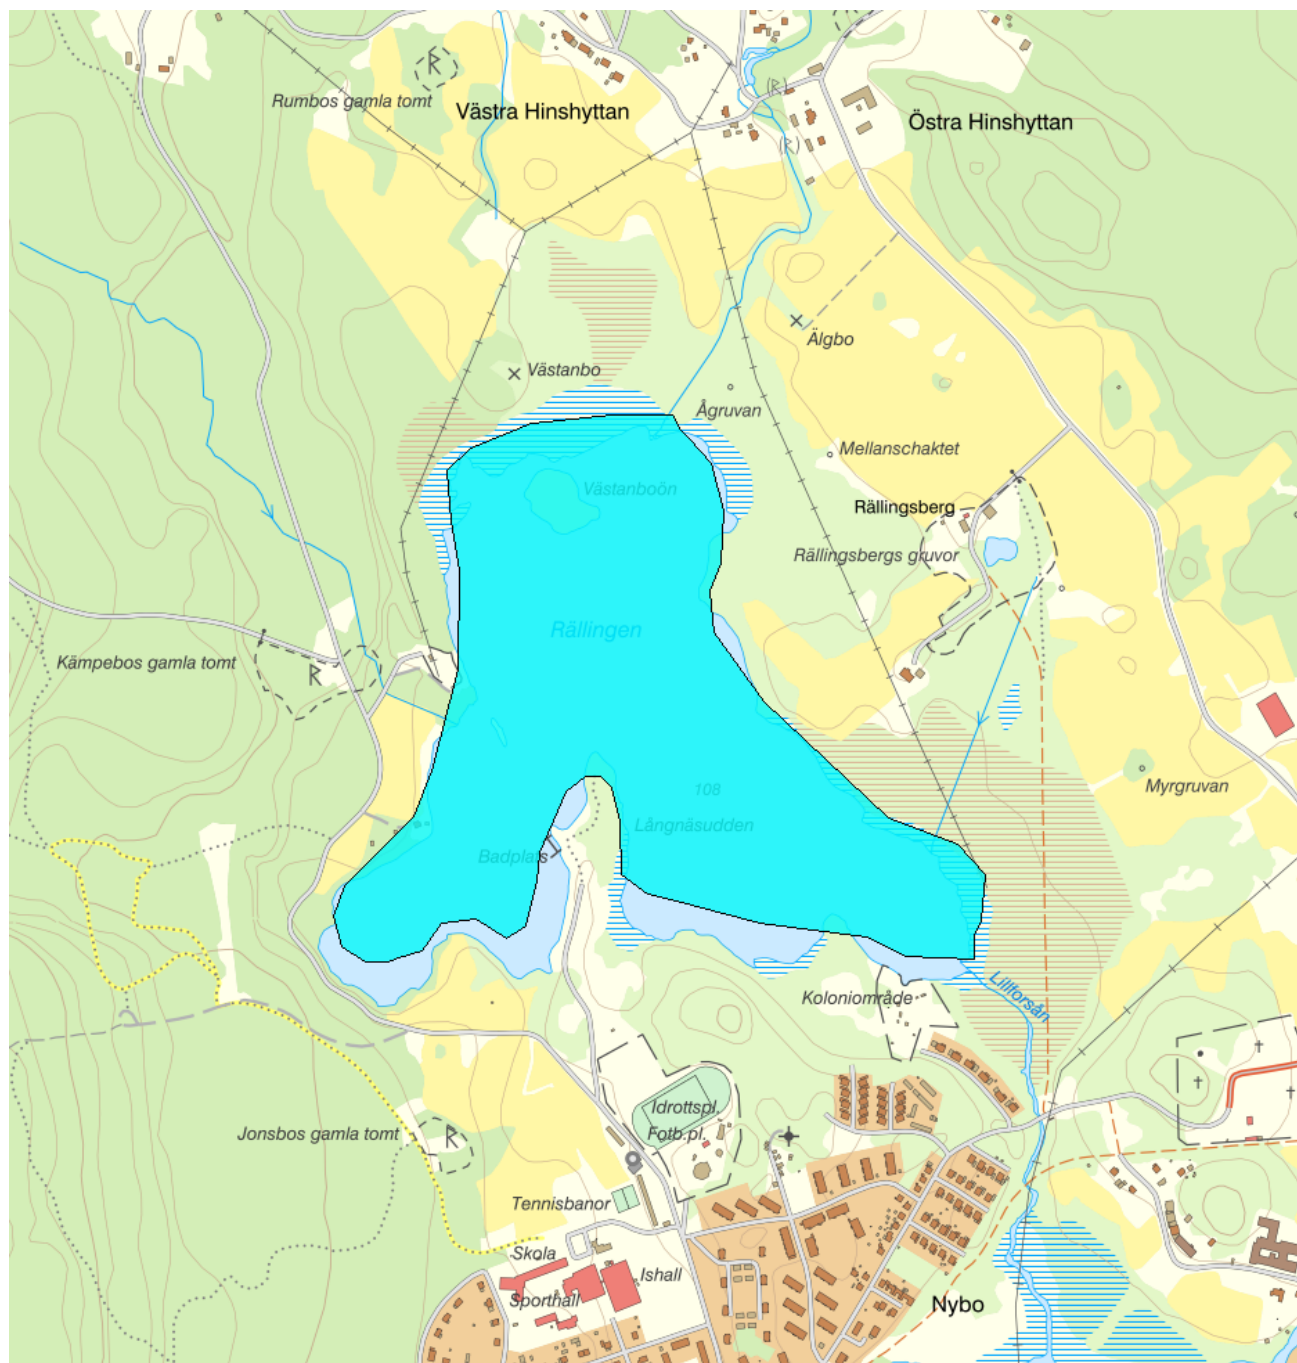 Rumbos gamla tomt
Västra Hinshyttan
Östra Hinshyttan
(R)
(R)
R
Älgbo
Västanbo
Ågruvan
Mellanschaktet
Västanboön
Rällingsberg
Rällingsbergs gruvor
Rällingen
Kämpebos gamla tomt
R
108
Myrgruvan
Långnäsudden
Badplats
Lillforsån
Koloniområde
Idrottspl.
Fotb.pl.
Jonsbos gamla tomt
R
Tennisbanor
Skola
Ishall
Sporthall
Nybo